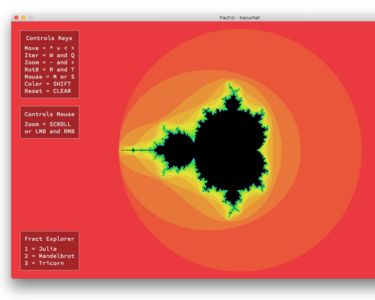 fract'ol - bsouchet
Controls Keys
Move = ^ v < >
Iter = W and Q
Zoom = - and +
RotB = R and T
Mouse = M or S
Color = SHIFT
Reset = CLEAR
Controls Mouse
Zoom = SCROLL
or LMB and RMB
Fract Explorer
1 = Julia
2 = Mandelbrot
3 = Tricorn